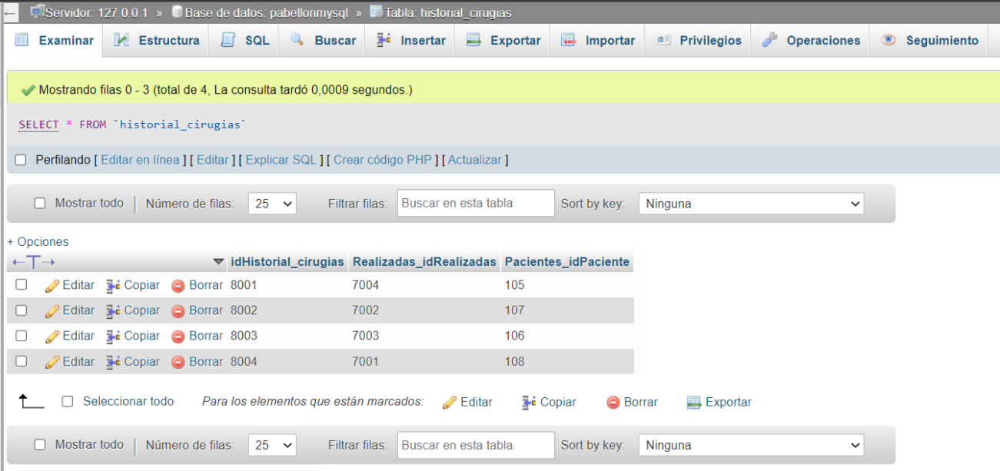 Servidor: 127.0.0.1 » Base de datos: pabellonmysql » Tabla: historial_cirugias
Examinar Estructura SQL Buscar Insertar Exportar Importar Privilegios Operaciones Seguimiento
Mostrando filas 0 - 3 (total de 4, La consulta tardó 0,0009 segundos.)
SELECT * FROM `historial_cirugias`
Perfilando [ Editar en línea ] [ Editar ] [ Explicar SQL ] [ Crear código PHP ] [ Actualizar ]
Mostrar todo Número de filas: 25 Filtrar filas: Buscar en esta tabla Sort by key: Ninguna
+ Opciones
←T→ idHistorial_cirugias Realizadas_idRealizadas Pacientes_idPaciente
Editar Copiar Borrar 8001 7004 105
Editar Copiar Borrar 8002 7002 107
Editar Copiar Borrar 8003 7003 106
Editar Copiar Borrar 8004 7001 108
Seleccionar todo Para los elementos que están marcados: Editar Copiar Borrar Exportar
Mostrar todo Número de filas: 25 Filtrar filas: Buscar en esta tabla Sort by key: Ninguna